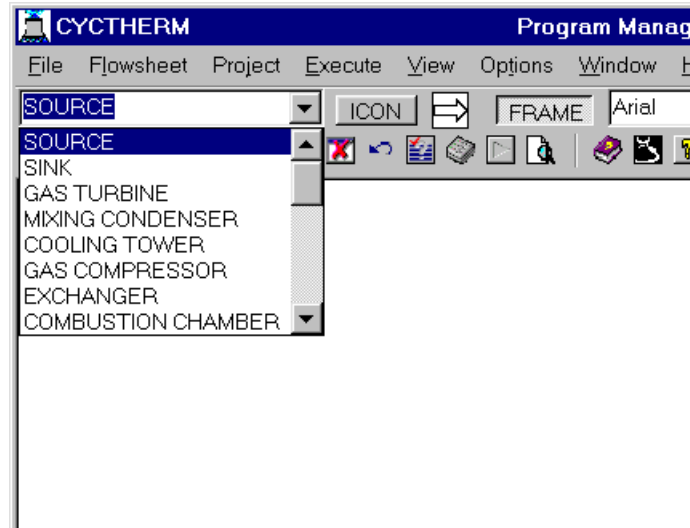 CYCTHERM Program Manag
File Flowsheet Project Execute View Options Window H
SOURCE ICON FRAME Arial
SOURCE
SINK
GAS TURBINE
MIXING CONDENSER
COOLING TOWER
GAS COMPRESSOR
EXCHANGER
COMBUSTION CHAMBER